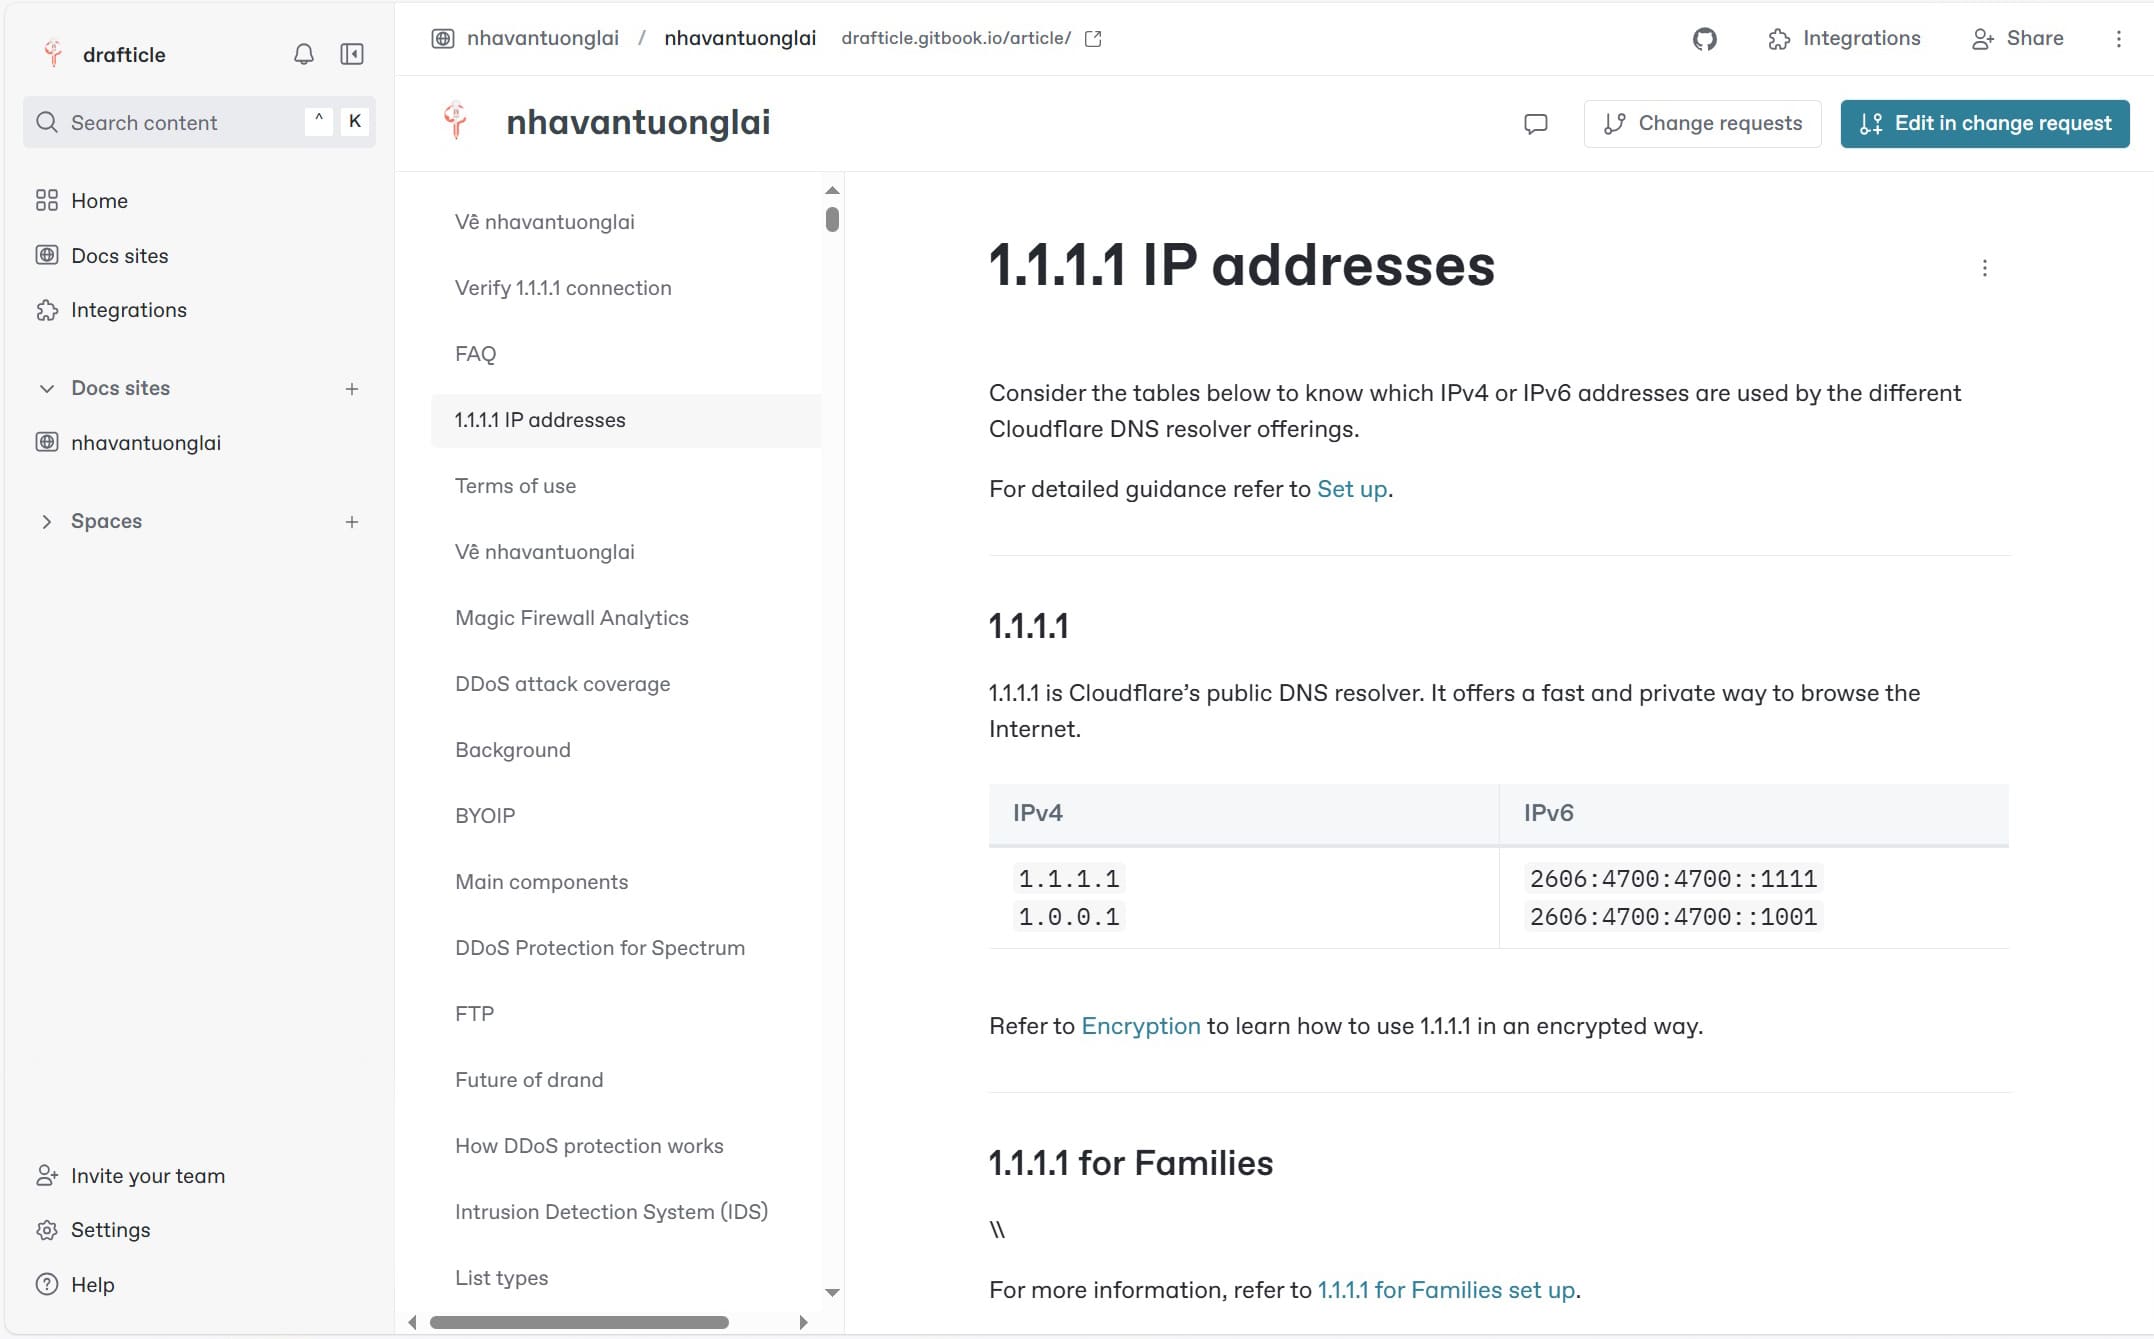 drafticle
Search content ^ K
Home
Docs sites
Integrations
Docs sites
nhavantuonglai
Spaces
Invite your team
Settings
Help
nhavantuonglai / nhavantuonglai drafticle.gitbook.io/article/
Integrations
Share
nhavantuonglai
Change requests
Edit in change request
Về nhavantuonglai
Verify 1.1.1.1 connection
FAQ
1.1.1.1 IP addresses
Terms of use
Về nhavantuonglai
Magic Firewall Analytics
DDoS attack coverage
Background
BYOIP
Main components
DDoS Protection for Spectrum
FTP
Future of drand
How DDoS protection works
Intrusion Detection System (IDS)
List types
1.1.1.1 IP addresses
Consider the tables below to know which IPv4 or IPv6 addresses are used by the different
Cloudflare DNS resolver offerings.
For detailed guidance refer to Set up.
1.1.1.1
1.1.1.1 is Cloudflare’s public DNS resolver. It offers a fast and private way to browse the
Internet.
IPv4 IPv6
1.1.1.1 2606:4700:4700::1111
1.0.0.1 2606:4700:4700::1001
Refer to Encryption to learn how to use 1.1.1.1 in an encrypted way.
1.1.1.1 for Families
\\
For more information, refer to 1.1.1.1 for Families set up.